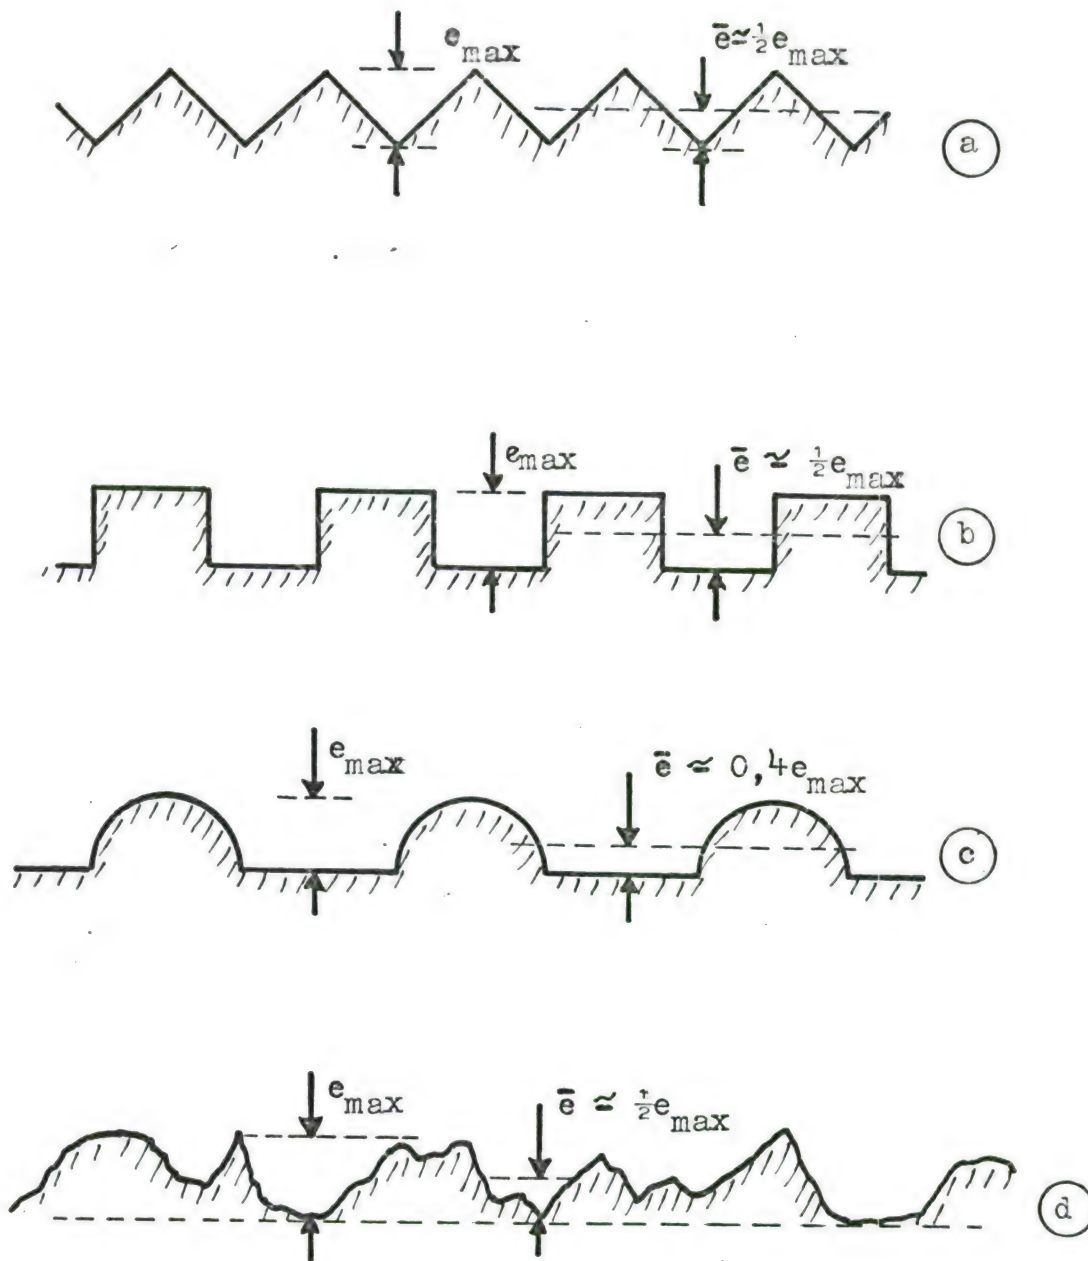 e_max ē≃½e_max
a
e_max ē ≃ ½e_max
b
e_max ē ≃ 0,4e_max
c
e_max ē ≃ ½e_max
d